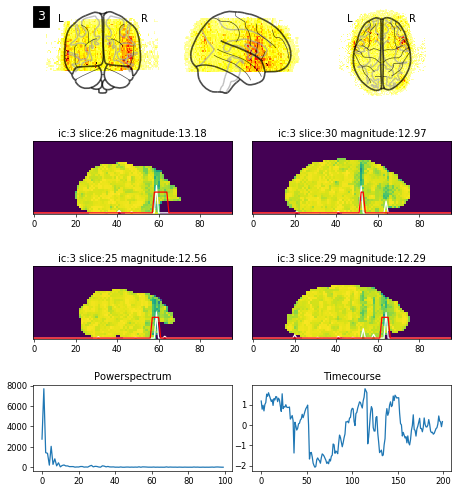 3
L R
L R
ic:3 slice:26 magnitude:13.18
ic:3 slice:30 magnitude:12.97
0 20 40 60 80
0 20 40 60 80
ic:3 slice:25 magnitude:12.56
ic:3 slice:29 magnitude:12.29
0 20 40 60 80
0 20 40 60 80
Powerspectrum
8000
6000
4000
2000
0
0 20 40 60 80 100
Timecourse
1
0
−1
−2
0 50 100 150 200